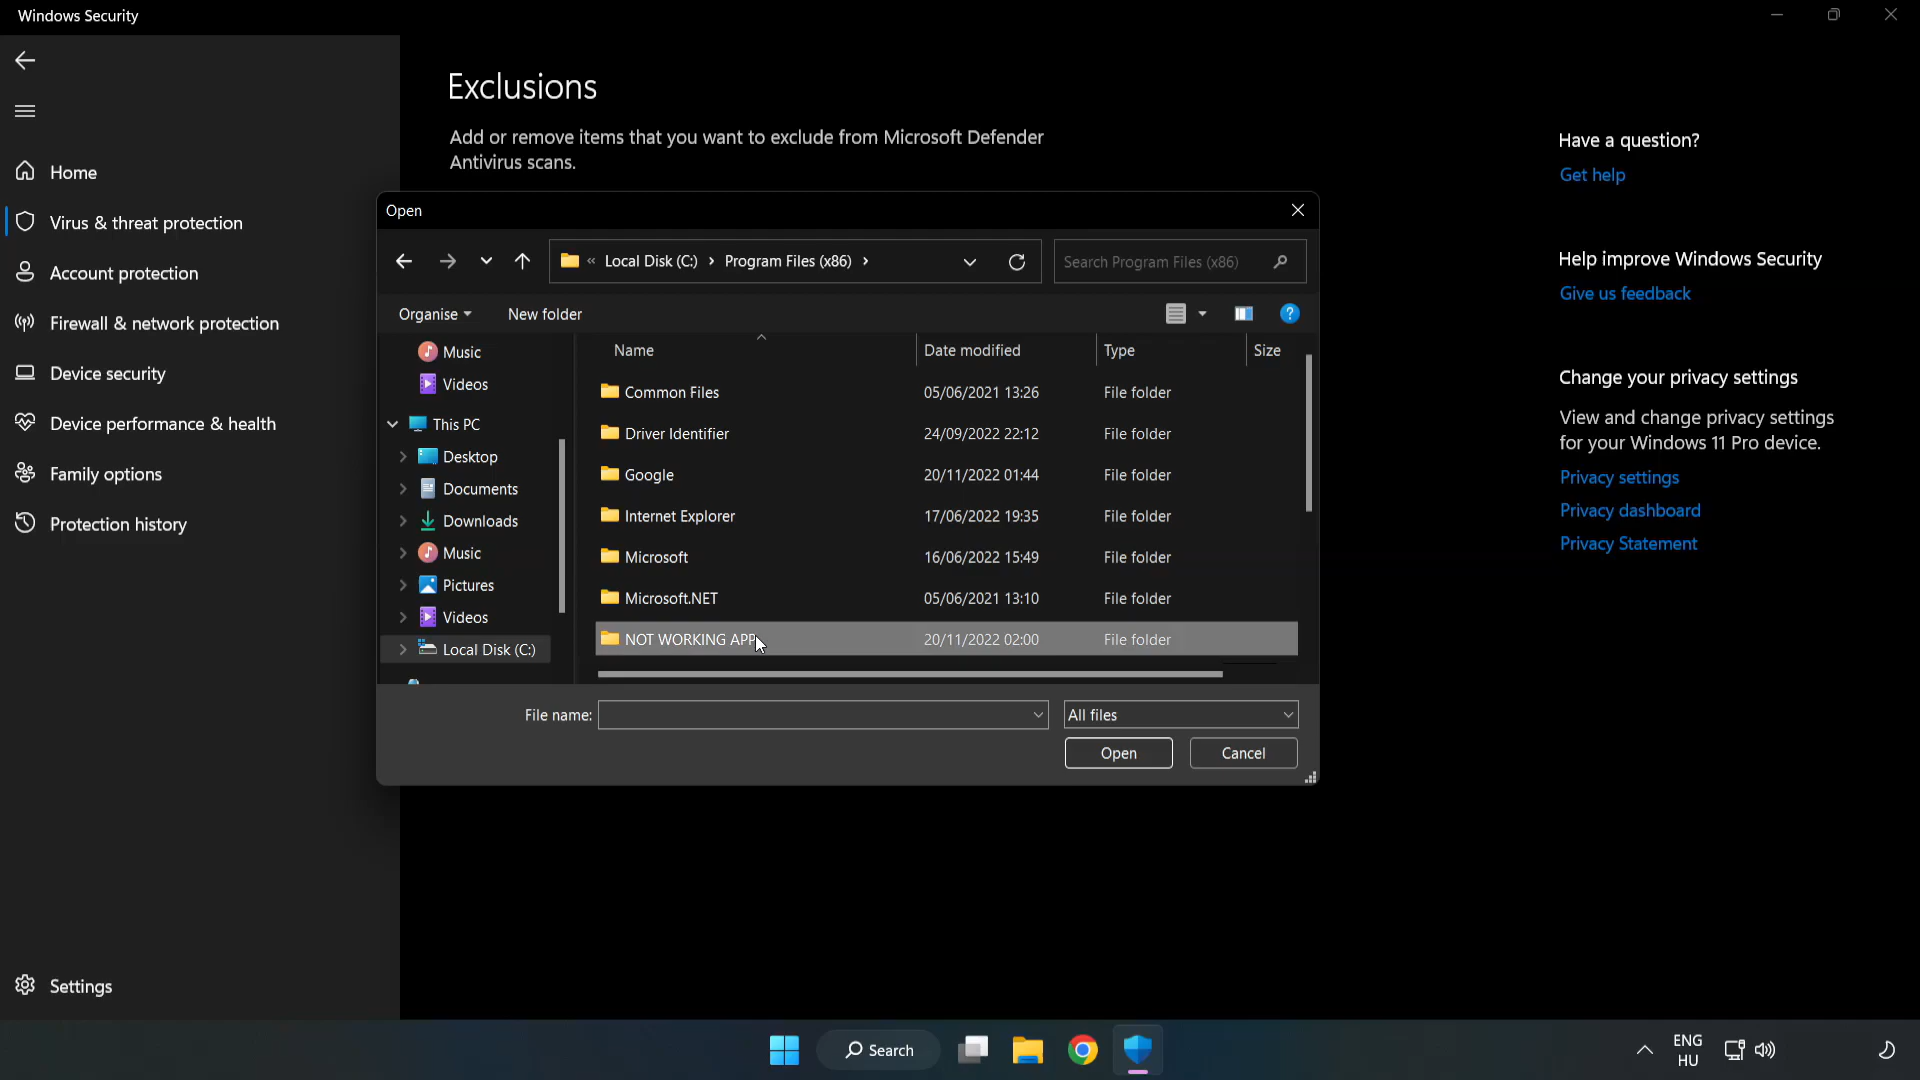 Windows Security
Exclusions
Add or remove items that you want to exclude from Microsoft Defender
Antivirus scans.
Home
Virus & threat protection
Account protection
Firewall & network protection
Device security
Device performance & health
Family options
Protection history
Settings
Open
« Local Disk (C:) › Program Files (x86) ›
Search Program Files (x86)
Organise
New folder
Music
Videos
This PC
Desktop
Documents
Downloads
Music
Pictures
Videos
Local Disk (C:)
Name Date modified Type Size
Common Files 05/06/2021 13:26 File folder
Driver Identifier 24/09/2022 22:12 File folder
Google 20/11/2022 01:44 File folder
Internet Explorer 17/06/2022 19:35 File folder
Microsoft 16/06/2022 15:49 File folder
Microsoft.NET 05/06/2021 13:10 File folder
NOT WORKING APP 20/11/2022 02:00 File folder
File name:
All files
Open
Cancel
Have a question?
Get help
Help improve Windows Security
Give us feedback
Change your privacy settings
View and change privacy settings
for your Windows 11 Pro device.
Privacy settings
Privacy dashboard
Privacy Statement
Search
ENG
HU